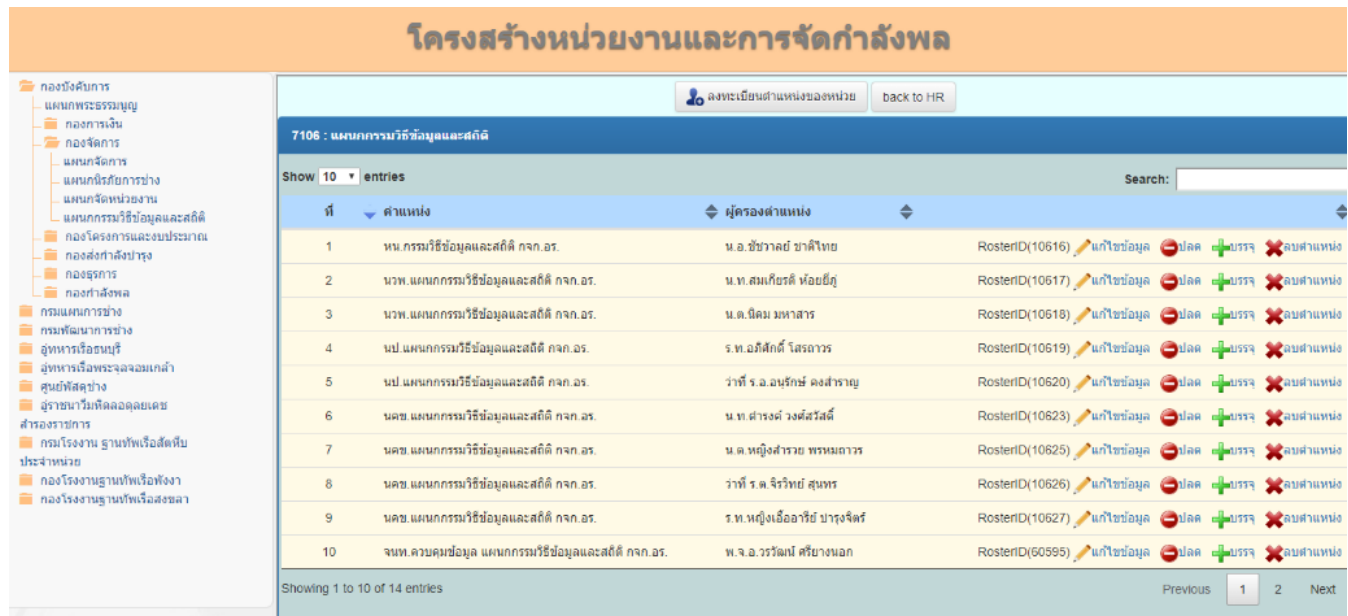 โครงสร้างหน่วยงานและการจัดกำลังพล
กองบังคับการ
แผนกพระธรรมนูญ
กองการเงิน
กองจัดการ
แผนกจัดการ
แผนกนิรภัยการช่าง
แผนกจัดหน่วยงาน
แผนกกรรมวิธีข้อมูลและสถิติ
กองโครงการและงบประมาณ
กองส่งกำลังบำรุง
กองธุรการ
กองกำลังพล
กรมแผนการช่าง
กรมพัฒนาการช่าง
อู่ทหารเรือธนบุรี
อู่ทหารเรือพระจุลจอมเกล้า
ศูนย์พัสดุช่าง
อู่ราชนาวีมหิดลอดุลยเดช
สำรองราชการ
กรมโรงงาน ฐานทัพเรือสัตหีบ
ประจำหน่วย
กองโรงงานฐานทัพเรือพังงา
กองโรงงานฐานทัพเรือสงขลา
ลงทะเบียนตำแหน่งของหน่วย back to HR
7106 : แผนกกรรมวิธีข้อมูลและสถิติ
Show 10 entries Search:
ที่ ตำแหน่ง ผู้ครองตำแหน่ง
1 หน.กรรมวิธีข้อมูลและสถิติ กจก.อร. น.อ.ชัชวาลย์ ชาติไทย RosterID(10616) แก้ไขข้อมูล ปลด บรรจุ ลบตำแหน่ง
2 นวพ.แผนกกรรมวิธีข้อมูลและสถิติ กจก.อร. น.ท.สมเกียรติ ห้อยยี่ภู่ RosterID(10617) แก้ไขข้อมูล ปลด บรรจุ ลบตำแหน่ง
3 นวพ.แผนกกรรมวิธีข้อมูลและสถิติ กจก.อร. น.ต.นิคม มหาสาร RosterID(10618) แก้ไขข้อมูล ปลด บรรจุ ลบตำแหน่ง
4 นป.แผนกกรรมวิธีข้อมูลและสถิติ กจก.อร. ร.ท.อภิศักดิ์ โสรถาวร RosterID(10619) แก้ไขข้อมูล ปลด บรรจุ ลบตำแหน่ง
5 นป.แผนกกรรมวิธีข้อมูลและสถิติ กจก.อร. ว่าที่ ร.อ.อนุรักษ์ คงสำราญ RosterID(10620) แก้ไขข้อมูล ปลด บรรจุ ลบตำแหน่ง
6 นคข.แผนกกรรมวิธีข้อมูลและสถิติ กจก.อร. น.ท.ดำรงค์ วงศ์สวัสดิ์ RosterID(10623) แก้ไขข้อมูล ปลด บรรจุ ลบตำแหน่ง
7 นคข.แผนกกรรมวิธีข้อมูลและสถิติ กจก.อร. น.ต.หญิงสำรวย พรหมถาวร RosterID(10625) แก้ไขข้อมูล ปลด บรรจุ ลบตำแหน่ง
8 นคข.แผนกกรรมวิธีข้อมูลและสถิติ กจก.อร. ว่าที่ ร.ต.จิรวิทย์ สุนทร RosterID(10626) แก้ไขข้อมูล ปลด บรรจุ ลบตำแหน่ง
9 นคข.แผนกกรรมวิธีข้อมูลและสถิติ กจก.อร. ร.ท.หญิงเอื้ออารีย์ บำรุงจิตร์ RosterID(10627) แก้ไขข้อมูล ปลด บรรจุ ลบตำแหน่ง
10 จนท.ควบคุมข้อมูล แผนกกรรมวิธีข้อมูลและสถิติ กจก.อร. พ.จ.อ.วรวัฒน์ ศรียางนอก RosterID(60595) แก้ไขข้อมูล ปลด บรรจุ ลบตำแหน่ง
Showing 1 to 10 of 14 entries Previous 1 2 Next